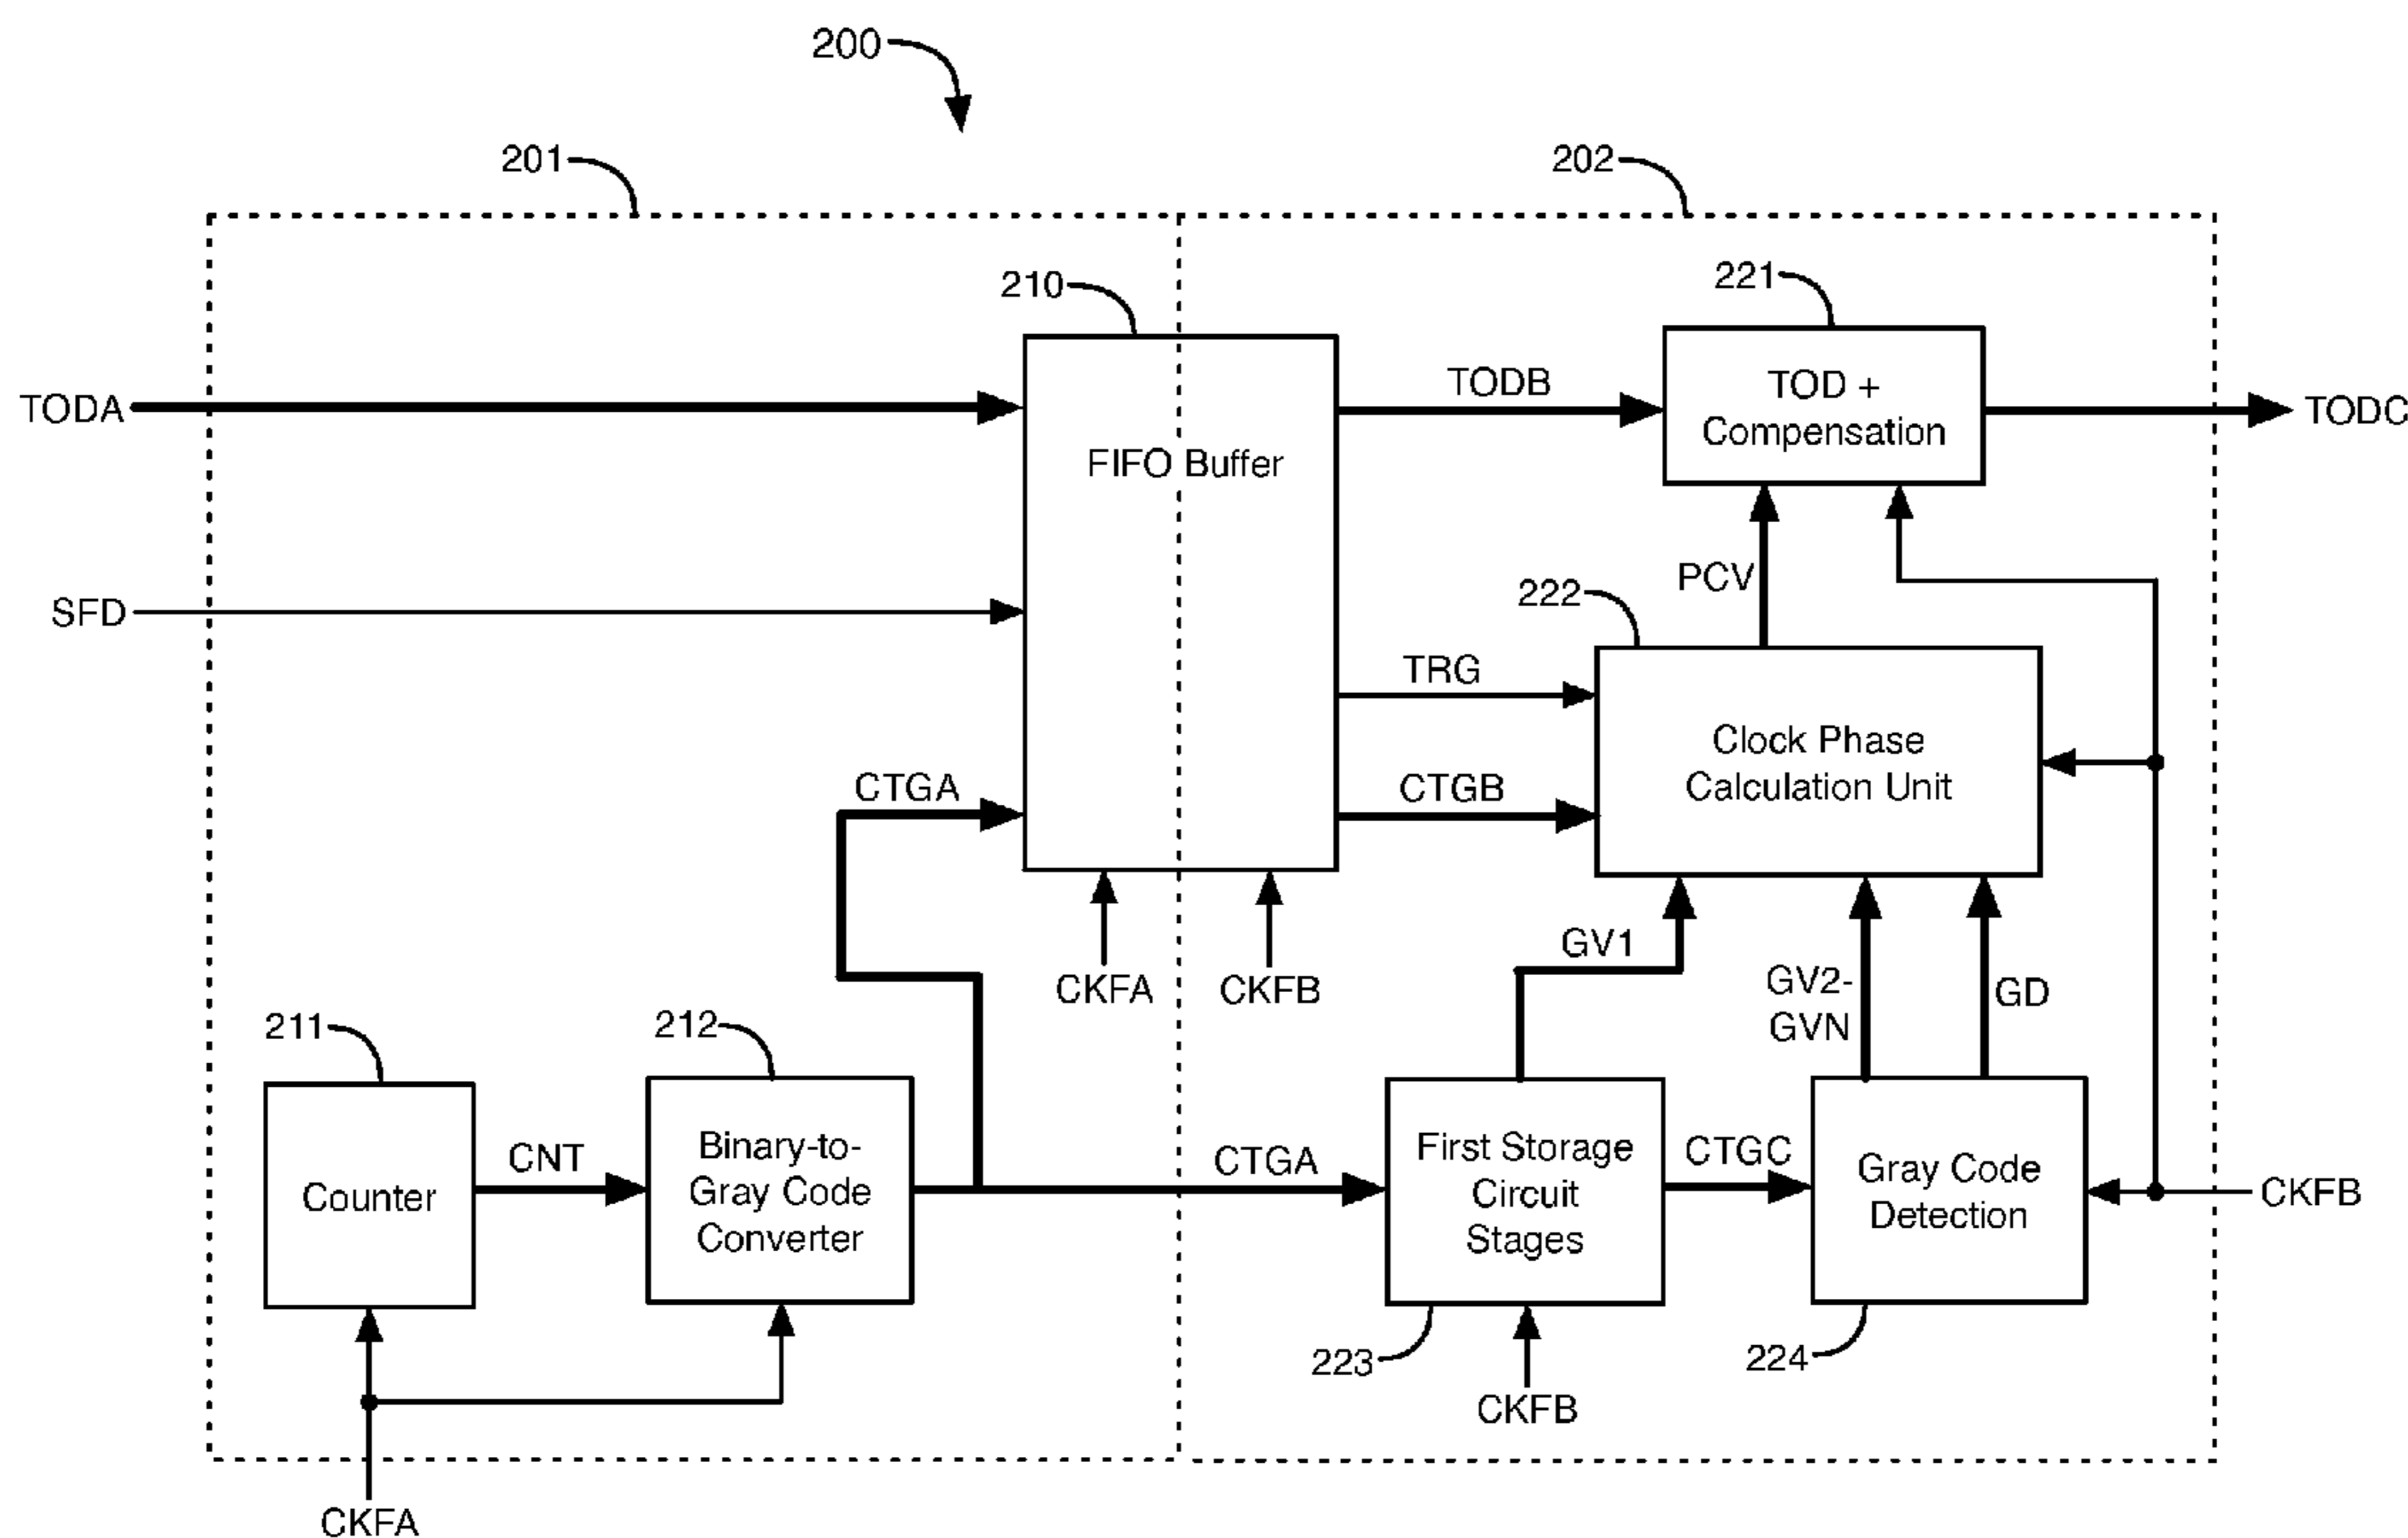 200
201
202
210
221
TODA
FIFO Buffer
TODB
TOD +
Compensation
TODC
SFD
PCV
222
TRG
Clock Phase
Calculation Unit
CTGA
CTGB
CKFA
CKFB
GV1
GV2-
GVN
GD
211
212
Counter
CNT
Binary-to-
Gray Code
Converter
CTGA
First Storage
Circuit
Stages
CTGC
Gray Code
Detection
CKFB
223
224
CKFB
CKFA